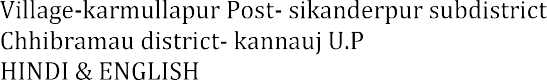 Village-karmullapur Post- sikanderpur subdistrict
Chhibramau district- kannauj U.P
HINDI & ENGLISH